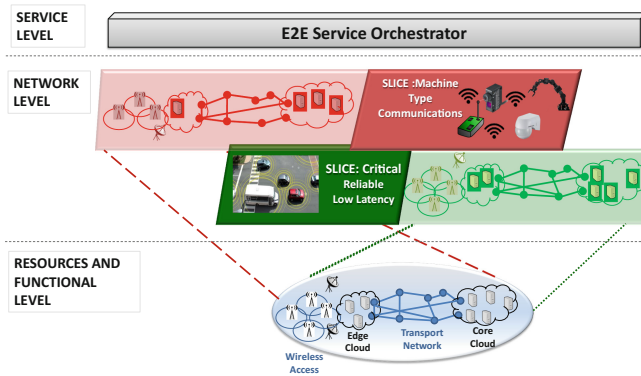 SERVICE
LEVEL
E2E Service Orchestrator
NETWORK
LEVEL
SLICE :Machine
Type
Communications
SLICE: Critical
Reliable
Low Latency
RESOURCES AND
FUNCTIONAL
LEVEL
Edge
Cloud
Transport
Network
Core
Cloud
Wireless
Access